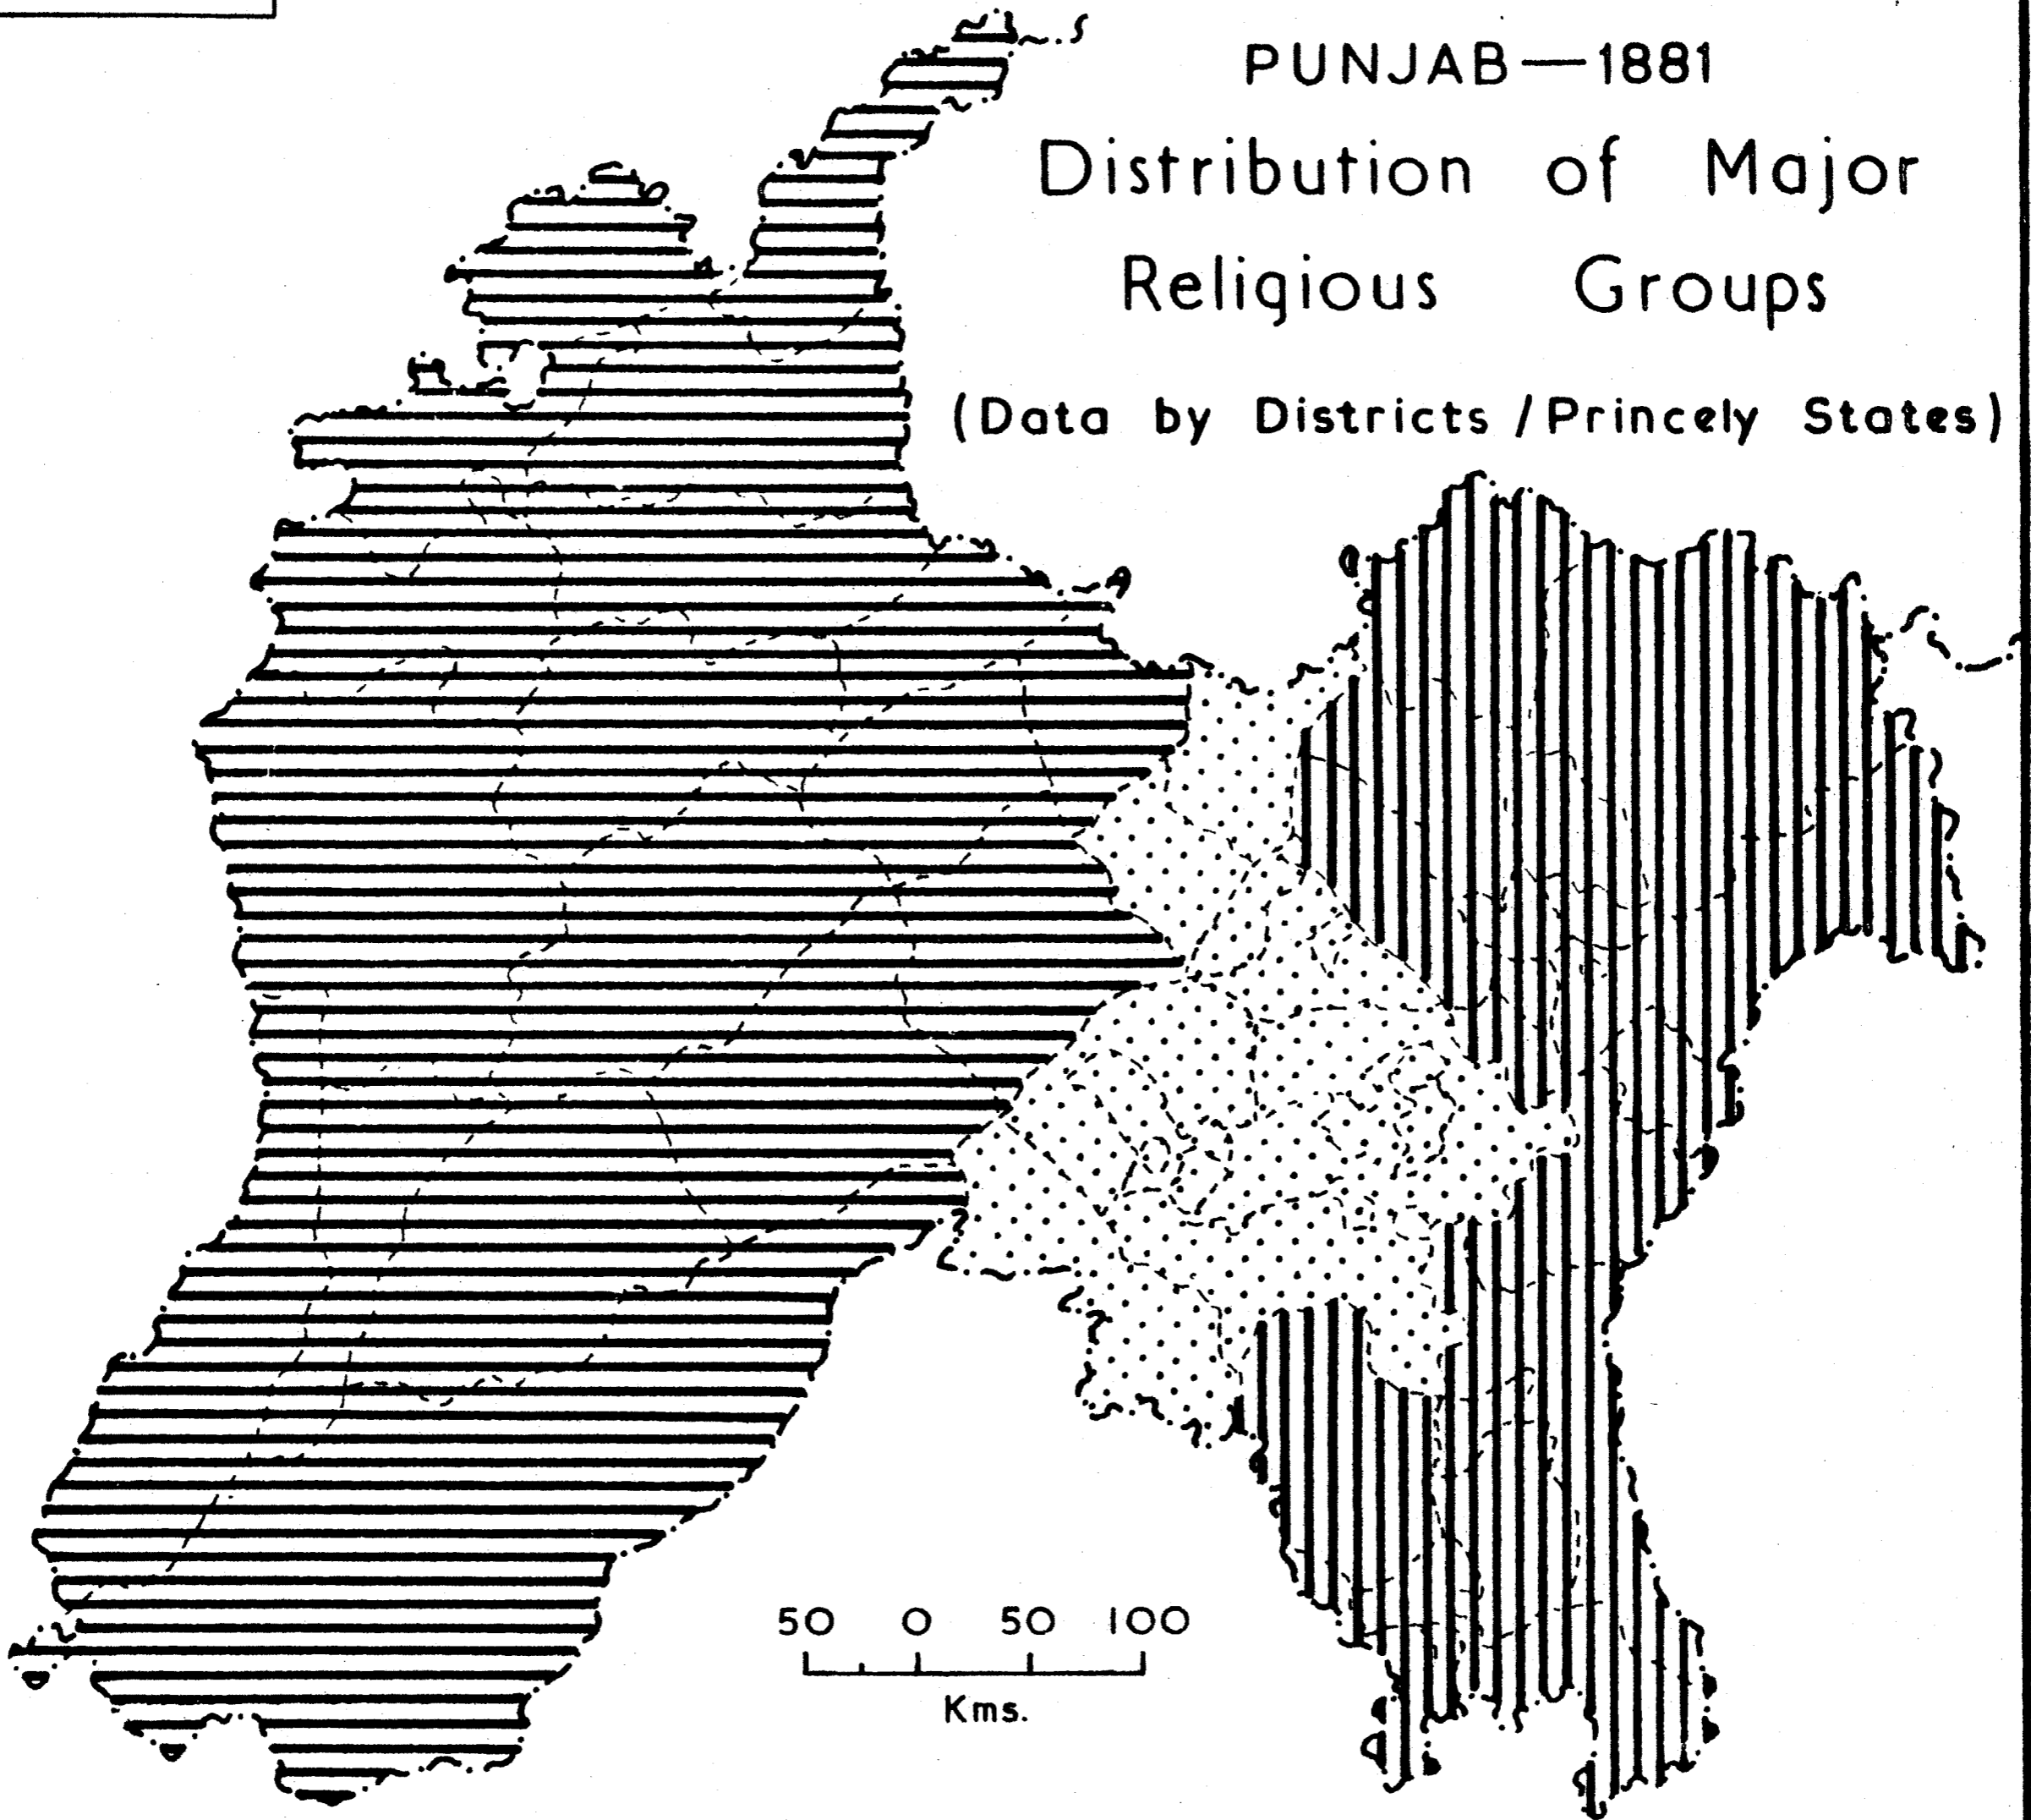 PUNJAB—1881
Distribution of Major
Religious Groups
(Data by Districts / Princely States)
50 0 50 100
Kms.